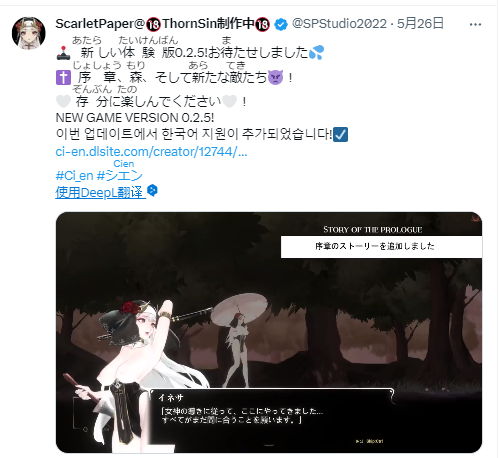 ScarletPaper@🔞ThornSin制作中🔞 @SPStudio2022 · 5月26日
あたら たいけんばん ま
🕹️新しい体験版0.2.5!お待たせしました💦
じょしょう もり あら てき
✝️序章、森、そして新たな敵たち😈！
ぞんぶん たの
🤍存分に楽しんでください🤍！
NEW GAME VERSION 0.2.5!
이번 업데이트에서 한국어 지원이 추가되었습니다!☑️
ci-en.dlsite.com/creator/12744/...
Cien
#Ci_en #シエン
使用DeepL翻译
STORY OF THE PROLOGUE
序章のストーリーを追加しました
イネサ
「女神の導きに従って、ここにやってきました...
すべてがまだ間に合うことを願います。」
Skip:Ctrl